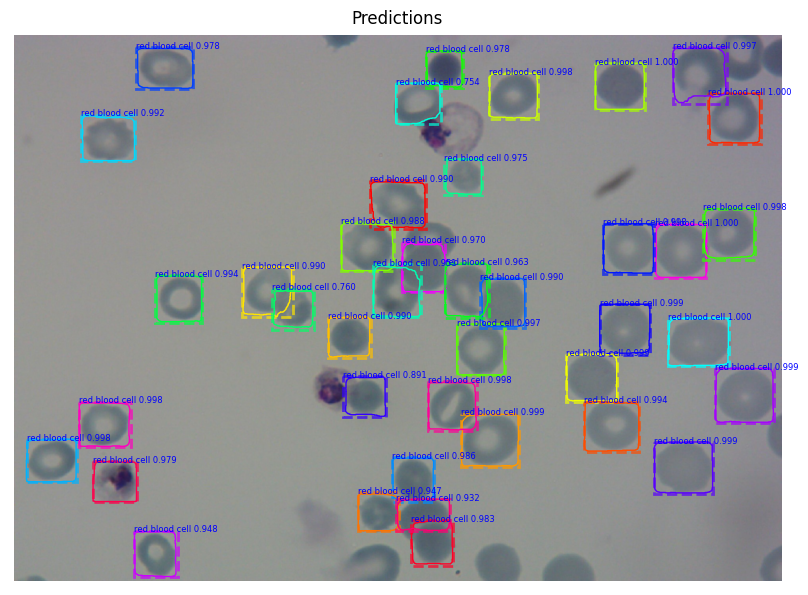 Predictions
red blood cell 0.978
red blood cell 0.997
red blood cell 0.978
red blood cell 1.000
red blood cell 0.998
red blood cell 0.754
red blood cell 1.000
red blood cell 0.992
red blood cell 0.975
red blood cell 0.990
red blood cell 0.998
red blood cell 0.988
red blood cell 1.000
red blood cell
red blood cell 0.970
red blood cell 0.963
red blood cell
red blood cell 0.990
red blood cell 0.994
red blood cell 0.990
red blood cell 0.760
red blood cell 0.999
red blood cell 0.990
red blood cell 1.000
red blood cell 0.997
red blood cell
red blood cell 0.999
red blood cell 0.891
red blood cell 0.998
red blood cell 0.998
red blood cell 0.994
red blood cell 0.999
red blood cell 0.998
red blood cell 0.999
red blood cell 0.986
red blood cell 0.979
red blood cell 0.947
red blood cell 0.932
red blood cell 0.983
red blood cell 0.948